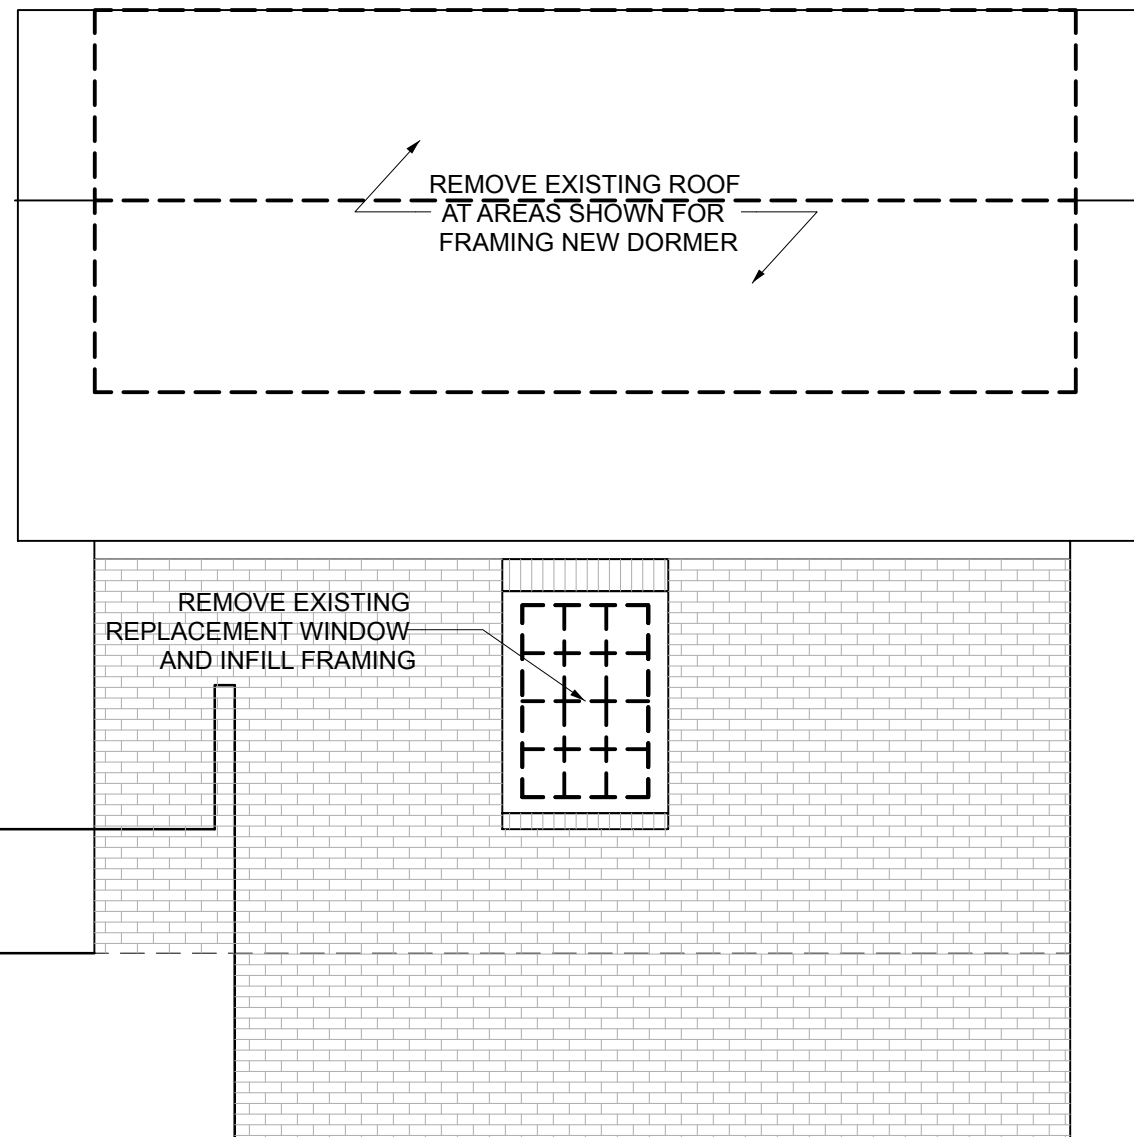 REMOVE EXISTING ROOF
AT AREAS SHOWN FOR
FRAMING NEW DORMER
REMOVE EXISTING
REPLACEMENT WINDOW
AND INFILL FRAMING